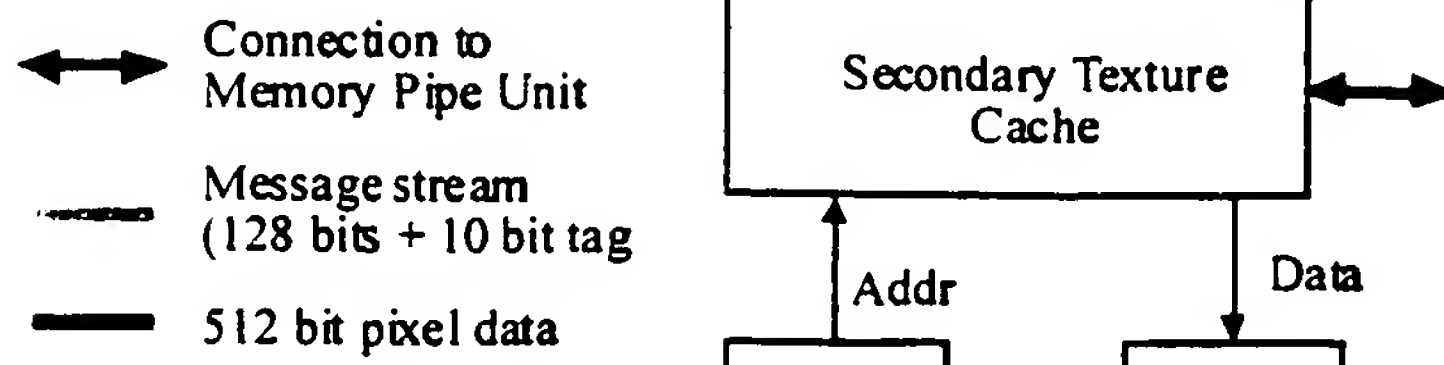 Connection to
Memory Pipe Unit
Message stream
(128 bits + 10 bit tag
512 bit pixel data
Secondary Texture
Cache
Addr
Data